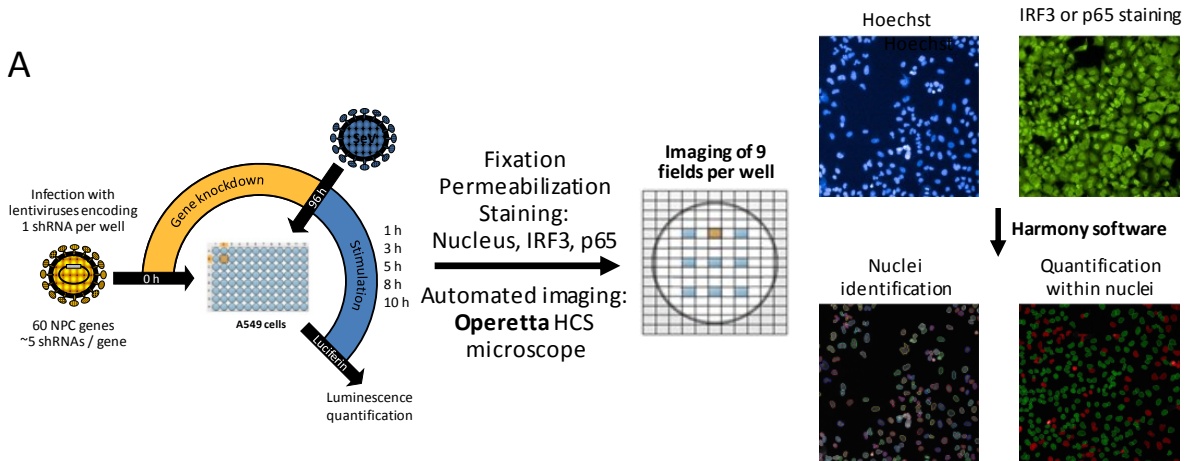 A
Infection with
lentiviruses encoding
1 shRNA per well
60 NPC genes
~5 shRNAs / gene
0 h
Gene knockdown
SeV
96 h
Stimulation
A549 cells
Luciferin
Luminescence
quantification
1 h
3 h
5 h
8 h
10 h
Fixation
Permeabilization
Staining:
Nucleus, IRF3, p65
Automated imaging:
Operetta HCS
microscope
Imaging of 9
fields per well
Hoechst
Hoechst
IRF3 or p65 staining
Harmony software
Nuclei
identification
Quantification
within nuclei